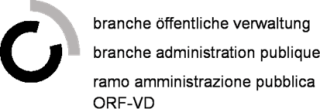 branche öffentliche verwaltung
branche administration publique
ramo amministrazione pubblica
ORF-VD